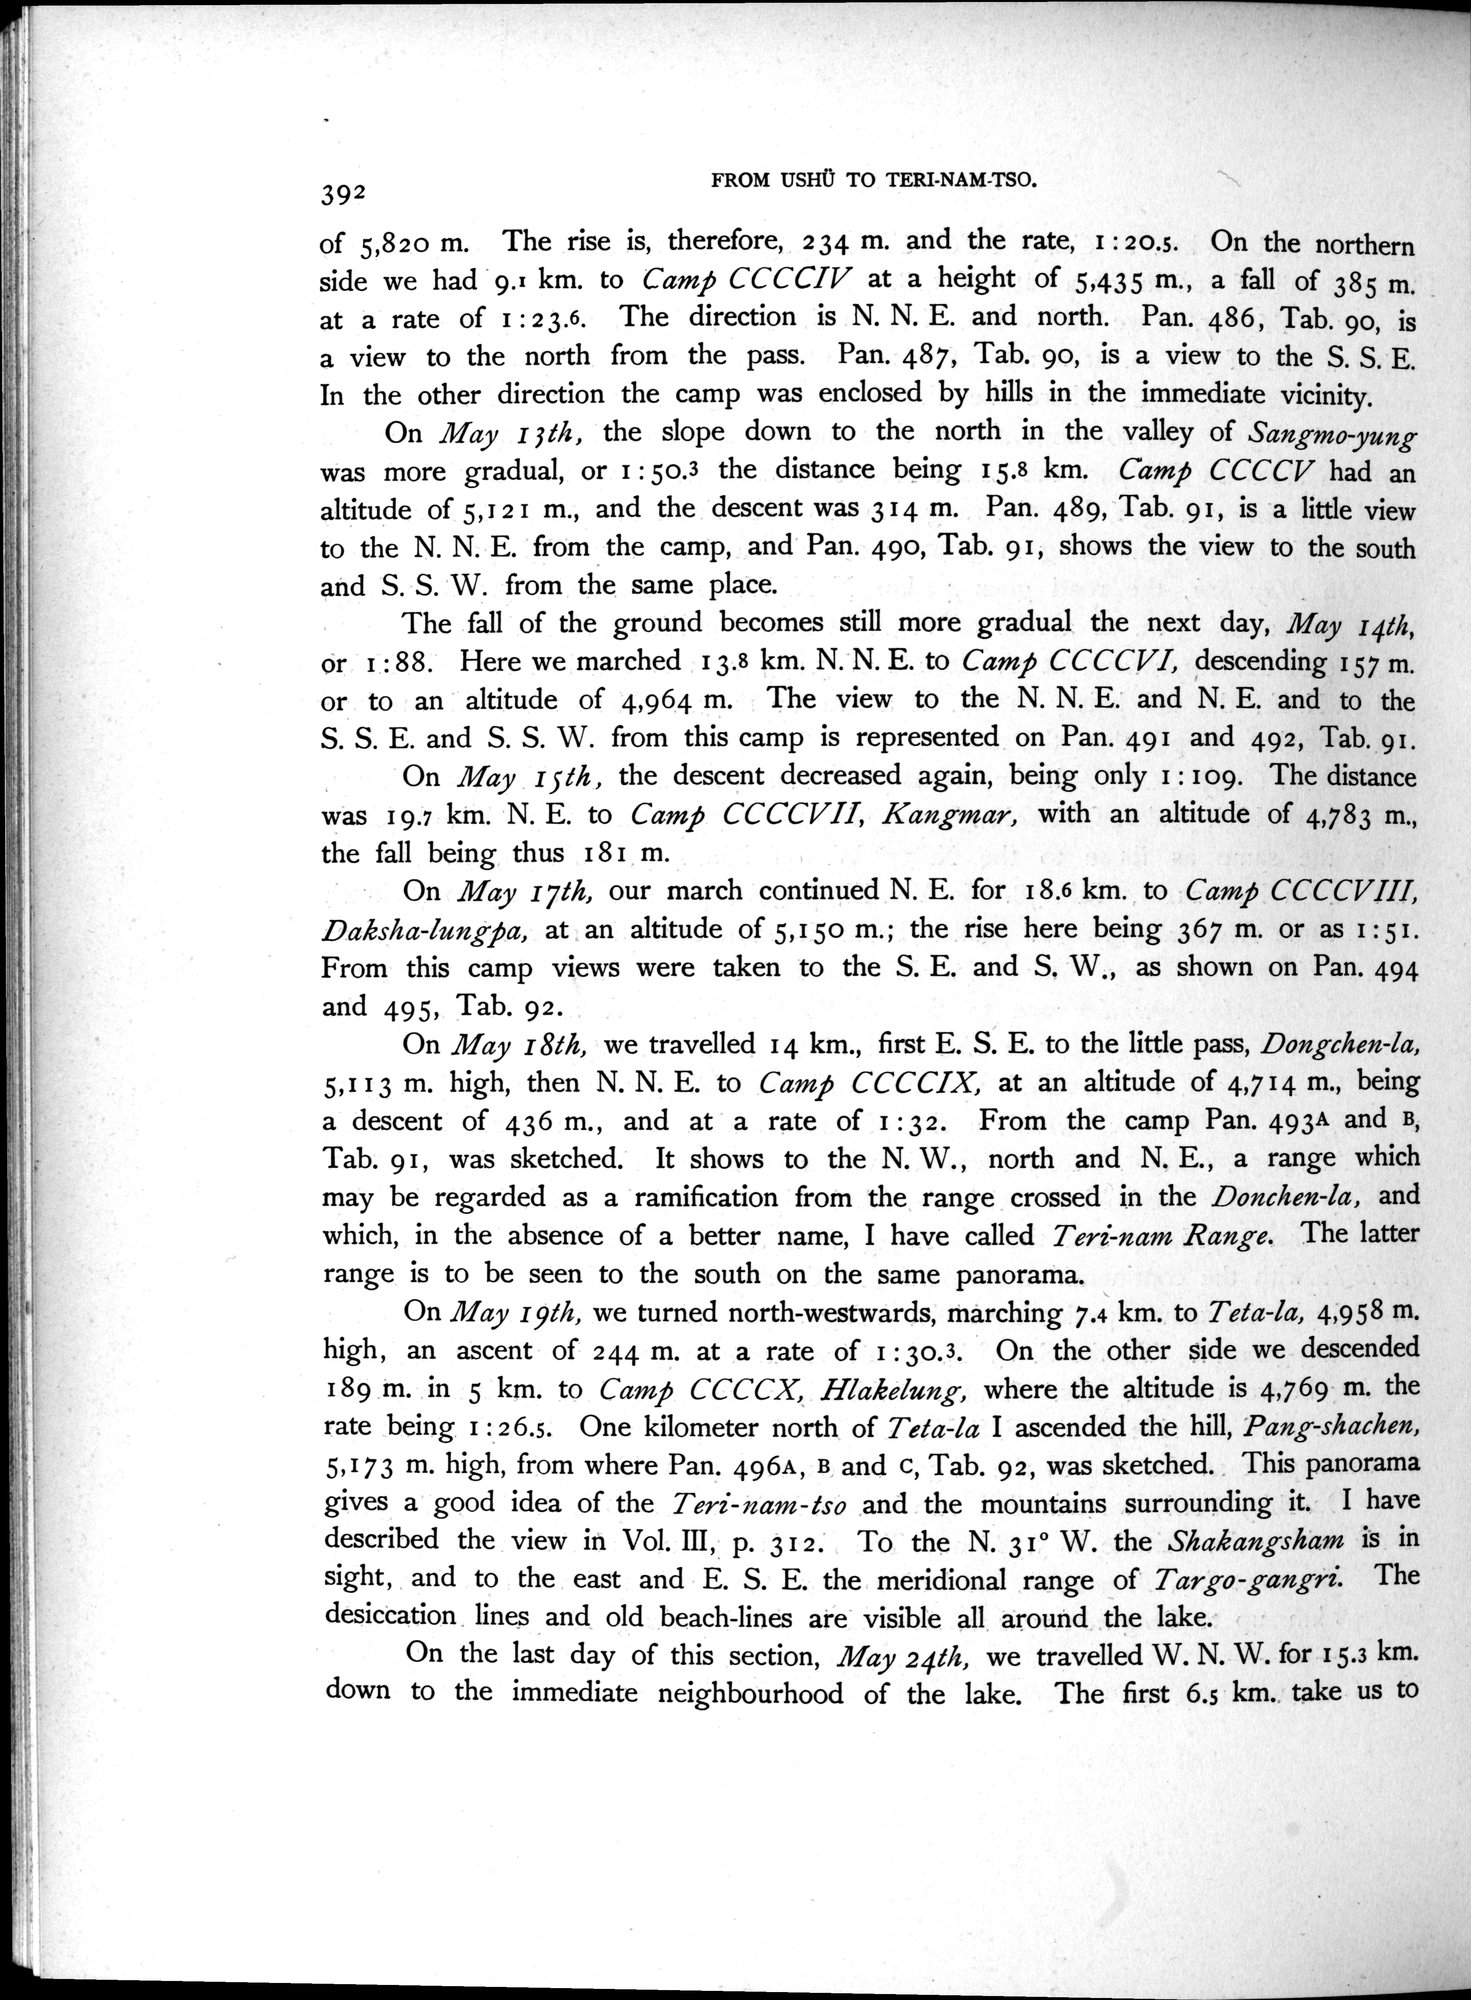 392
FROM USHÜ TO TERI-NAM-TSO.
of 5,820 m. The rise is, therefore, 234 m. and the rate, 1:20.5. On the northern
side we had 9.1 km. to Camp CCCCIV at a height of 5,435 m., a fall of 385 m.
at a rate of 1:23.6. The direction is N. N. E. and north. Pan. 486, Tab. 90, is
a view to the north from the pass. Pan. 487, Tab. 90, is a view to the S. S. E.
In the other direction the camp was enclosed by hills in the immediate vicinity.
On May 13th, the slope down to the north in the valley of Sangmo-yung
was more gradual, or 1:50.3 the distance being 15.8 km. Camp CCCCV had an
altitude of 5,121 m., and the descent was 314 m. Pan. 489, Tab. 91, is a little view
to the N. N. E. from the camp, and Pan. 490, Tab. 91, shows the view to the south
and S. S. W. from the same place.
The fall of the ground becomes still more gradual the next day, May 14th,
or 1:88. Here we marched 13.8 km. N. N. E. to Camp CCCCVI, descending 157 m.
or to an altitude of 4,964 m. The view to the N. N. E. and N. E. and to the
S. S. E. and S. S. W. from this camp is represented on Pan. 491 and 492, Tab. 91.
On May 15th, the descent decreased again, being only 1:109. The distance
was 19.7 km. N. E. to Camp CCCCVII, Kangmar, with an altitude of 4,783 m.,
the fall being thus 181 m.
On May 17th, our march continued N. E. for 18.6 km. to Camp CCCCVIII,
Daksha-lungpa, at an altitude of 5,150 m.; the rise here being 367 m. or as 1:51.
From this camp views were taken to the S. E. and S. W., as shown on Pan. 494
and 495, Tab. 92.
On May 18th, we travelled 14 km., first E. S. E. to the little pass, Dongchen-la,
5,113 m. high, then N. N. E. to Camp CCCCIX, at an altitude of 4,714 m., being
a descent of 436 m., and at a rate of 1:32. From the camp Pan. 493A and B,
Tab. 91, was sketched. It shows to the N. W., north and N. E., a range which
may be regarded as a ramification from the range crossed in the Donchen-la, and
which, in the absence of a better name, I have called Teri-nam Range. The latter
range is to be seen to the south on the same panorama.
On May 19th, we turned north-westwards, marching 7.4 km. to Teta-la, 4,958 m.
high, an ascent of 244 m. at a rate of 1:30.3. On the other side we descended
189 m. in 5 km. to Camp CCCCX, Hlakelung, where the altitude is 4,769 m. the
rate being 1:26.5. One kilometer north of Teta-la I ascended the hill, Pang-shachen,
5,173 m. high, from where Pan. 496A, B and C, Tab. 92, was sketched. This panorama
gives a good idea of the Teri-nam-tso and the mountains surrounding it. I have
described the view in Vol. III, p. 312. To the N. 31° W. the Shakangsham is in
sight, and to the east and E. S. E. the meridional range of Targo-gangri. The
desiccation lines and old beach-lines are visible all around the lake.
On the last day of this section, May 24th, we travelled W. N. W. for 15.3 km.
down to the immediate neighbourhood of the lake. The first 6.5 km. take us to